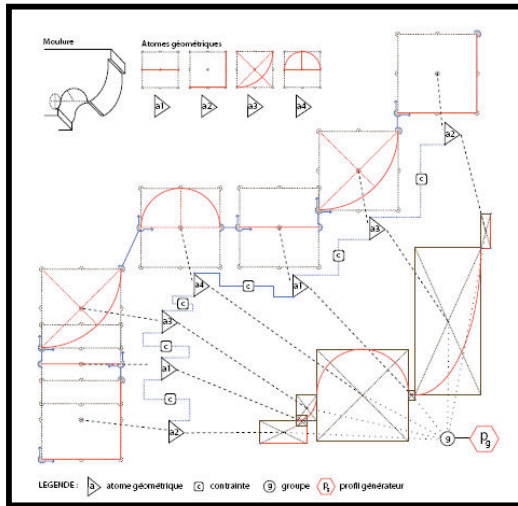 Moulure
Atomes géométriques
a1
a2
a3
a4
a2
c
a3
c
a4
c
a1
c
a3
c
a1
c
a2
g
Pg
LEGENDE :
a
atome géométrique
c
contrainte
g
groupe
profil générateur